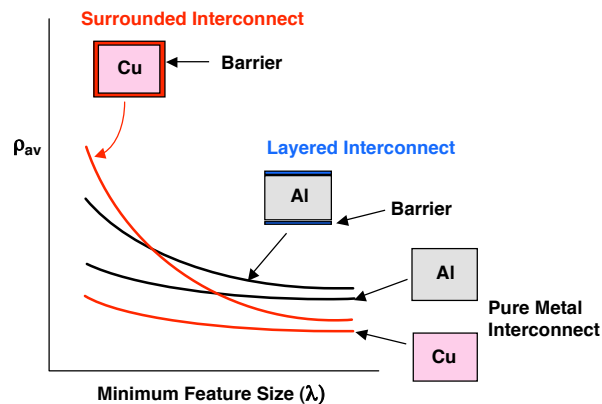 Surrounded Interconnect
Cu
Barrier
ρav
Layered Interconnect
Al
Barrier
Al
Pure Metal
Interconnect
Cu
Minimum Feature Size (λ)